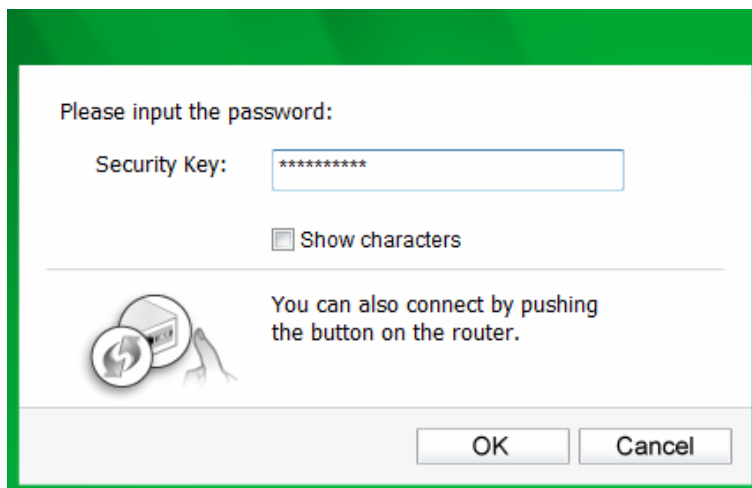 Please input the password:
Security Key: **********
Show characters
You can also connect by pushing
the button on the router.
OK Cancel